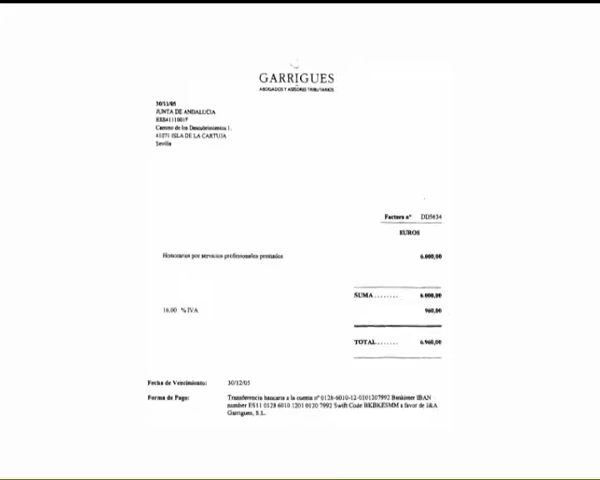 GARRIGUES
ABOGADOS Y ASESORES TRIBUTARIOS
30/11/05
JUNTA DE ANDALUCIA
Camino de los Descubrimientos 1.
41071 ISLA DE LA CARTUJA
Sevilla
Factura nº DD5634
EUROS
Honorarios por servicios profesionales prestados 6.000,00
SUMA........ 6.000,00
16,00 % IVA 960,00
TOTAL...... 6.960,00
Fecha de Vencimiento: 30/12/05
Forma de Pago: Transferencia bancaria a la cuenta nº 0128-6010-12-0101207992 Bankinter IBAN
number ES11 0128 6010 1201 0120 7992 Swift Code BKBKESMM a favor de J&A
Garrigues, S.L.